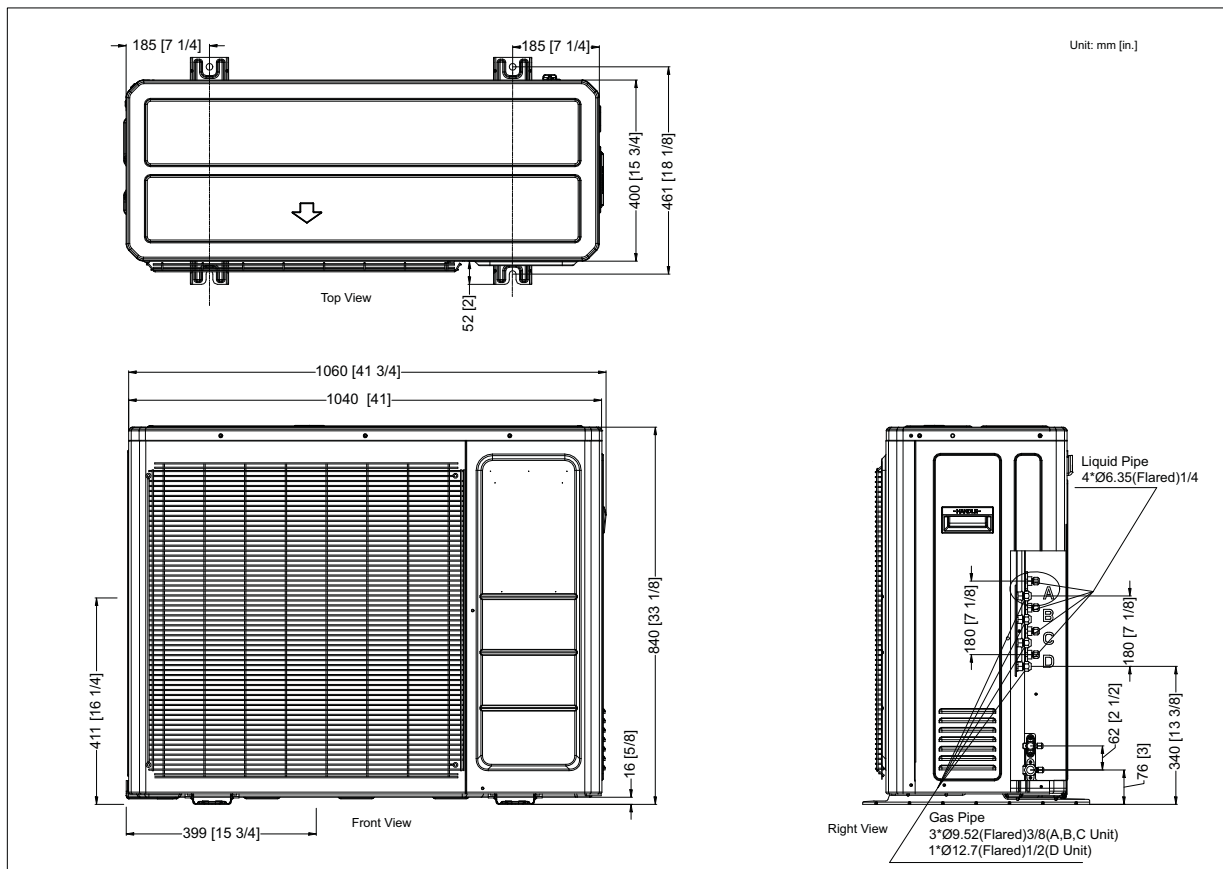 185 [7 1/4]
185 [7 1/4]
Unit: mm [in.]
400 [15 3/4]
461 [18 1/8]
52 [2]
Top View
1060 [41 3/4]
1040 [41]
840 [33 1/8]
411 [16 1/4]
16 [5/8]
399 [15 3/4]
Front View
Liquid Pipe
4*Ø6.35(Flared)1/4
-HANDLE-
A
B
C
D
180 [7 1/8]
180 [7 1/8]
62 [2 1/2]
76 [3]
340 [13 3/8]
Right View
Gas Pipe
3*Ø9.52(Flared)3/8(A,B,C Unit)
1*Ø12.7(Flared)1/2(D Unit)